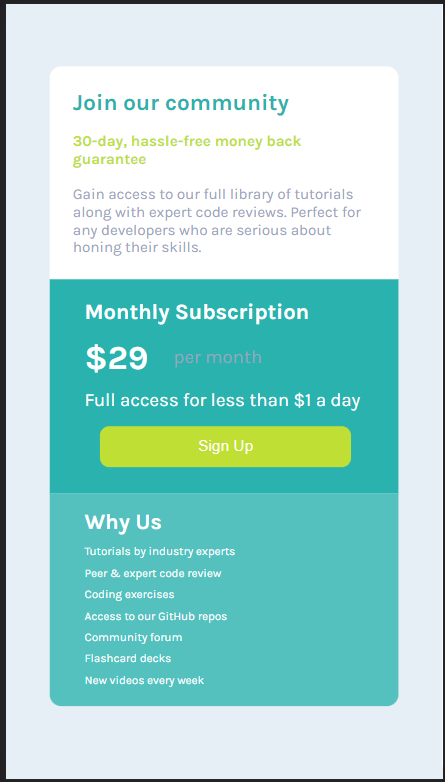 Join our community
30-day, hassle-free money back
guarantee
Gain access to our full library of tutorials
along with expert code reviews. Perfect for
any developers who are serious about
honing their skills.
Monthly Subscription
$29 per month
Full access for less than $1 a day
Sign Up
Why Us
Tutorials by industry experts
Peer & expert code review
Coding exercises
Access to our GitHub repos
Community forum
Flashcard decks
New videos every week